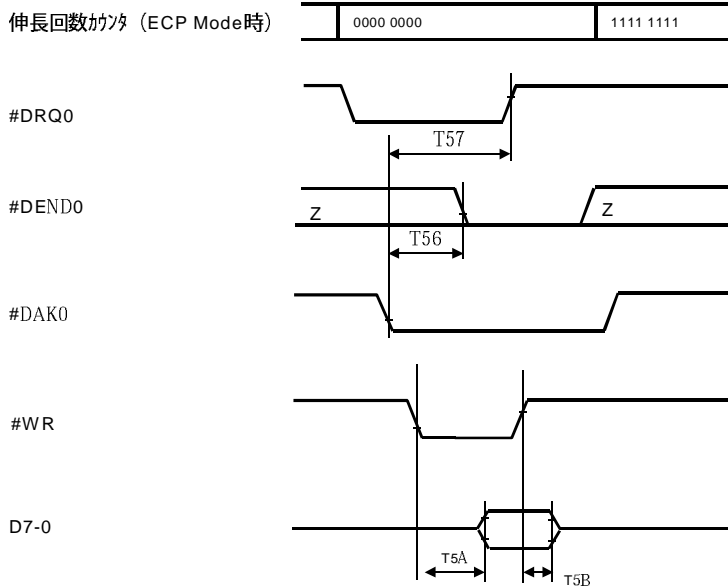 伸長回数ｶｳﾝﾀ（ECP Mode時） 0000 0000 1111 1111
#DRQ0
T57
#DEND0
Z Z
T56
#DAK0
#WR
D7-0
T5A T5B